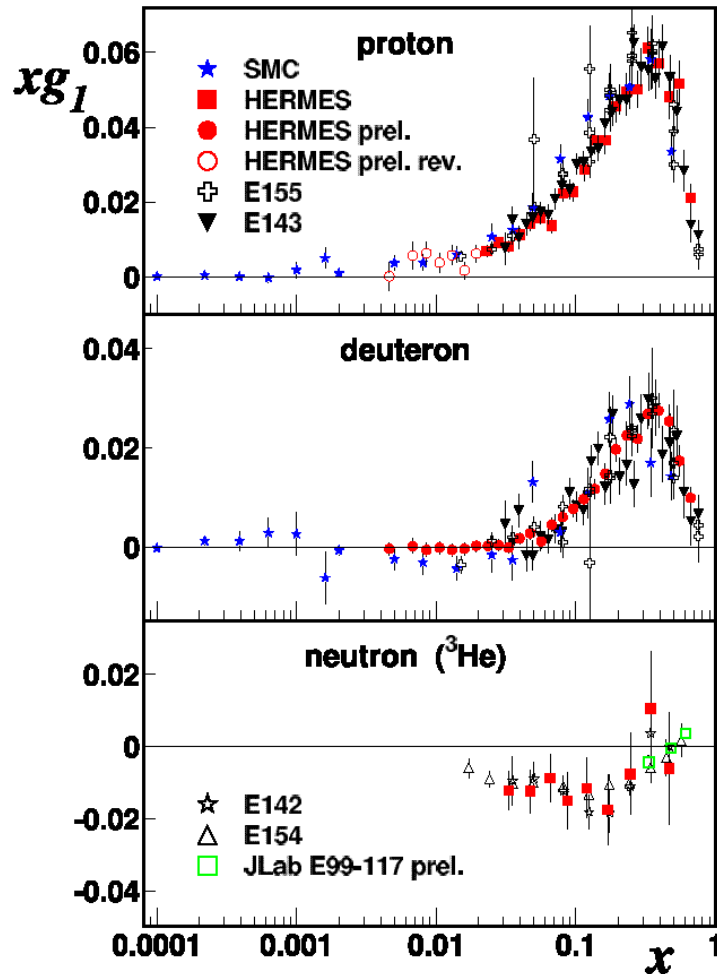 proton
xg1
0.06
0.04
0.02
0
SMC
HERMES
HERMES prel.
HERMES prel. rev.
E155
E143
deuteron
0.04
0.02
0
neutron (³He)
0.02
0
-0.02
-0.04
E142
E154
JLab E99-117 prel.
0.0001 0.001 0.01 0.1 x 1